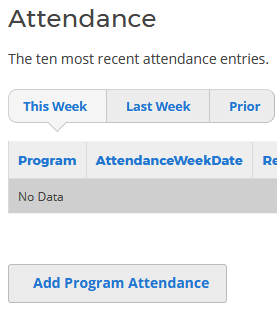 Attendance
The ten most recent attendance entries.
This Week Last Week Prior
Program AttendanceWeekDate Re
No Data
Add Program Attendance